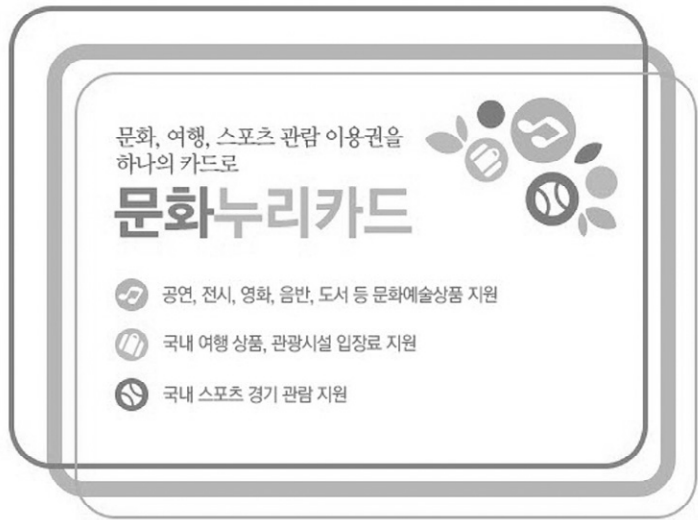 문화, 여행, 스포츠 관람 이용권을
하나의 카드로
문화누리카드
공연, 전시, 영화, 음반, 도서 등 문화예술상품 지원
국내 여행 상품, 관광시설 입장료 지원
국내 스포츠 경기 관람 지원